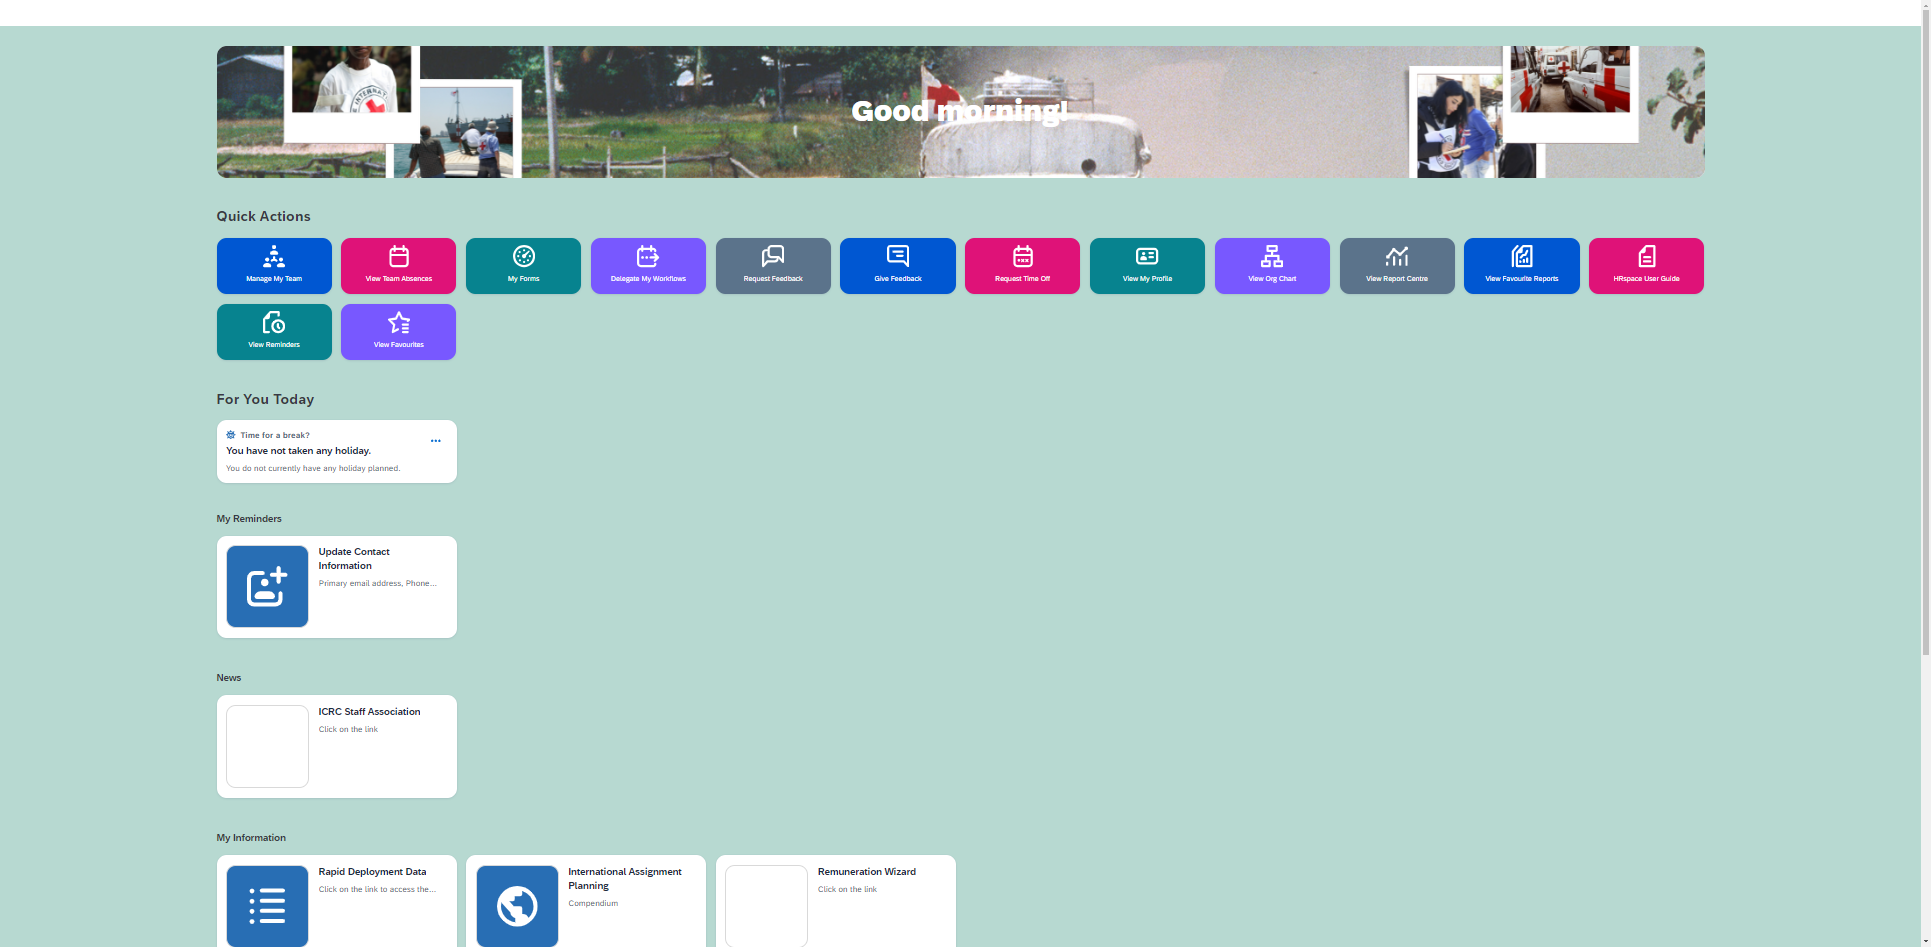 INTERNAT
Good morning!
Quick Actions
Manage My Team
View Team Absences
My Forms
Delegate My Workflows
Request Feedback
Give Feedback
Request Time Off
View My Profile
View Org Chart
View Report Centre
View Favourite Reports
HRspace User Guide
View Reminders
View Favourites
For You Today
Time for a break?
You have not taken any holiday.
You do not currently have any holiday planned.
My Reminders
Update Contact
Information
Primary email address, Phone...
News
ICRC Staff Association
Click on the link
My Information
Rapid Deployment Data
Click on the link to access the...
International Assignment
Planning
Compendium
Remuneration Wizard
Click on the link